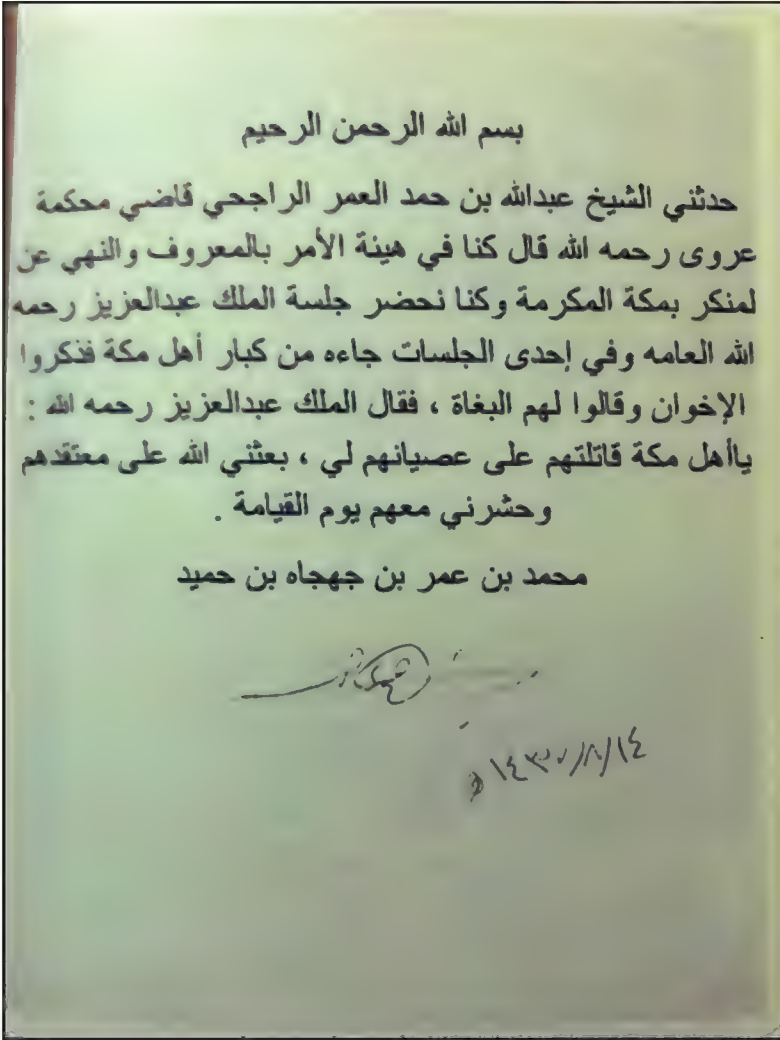 بسم الله الرحمن الرحيم
حدثني الشيخ عبدالله بن حمد العمر الراجحي قاضي محكمة
عروى رحمه الله قال كنا في هيئة الأمر بالمعروف والنهي عن
لمنكر بمكة المكرمة وكنا نحضر جلسة الملك عبدالعزيز رحمه
الله العامه وفي إحدى الجلسات جاءه من كبار أهل مكة فذكروا
الإخوان وقالوا لهم البغاة ، فقال الملك عبدالعزيز رحمه الله :
ياأهل مكة قاتلتهم على عصيانهم لي ، بعثني الله على معتقدهم
وحشرني معهم يوم القيامة .
محمد بن عمر بن جهجاه بن حميد